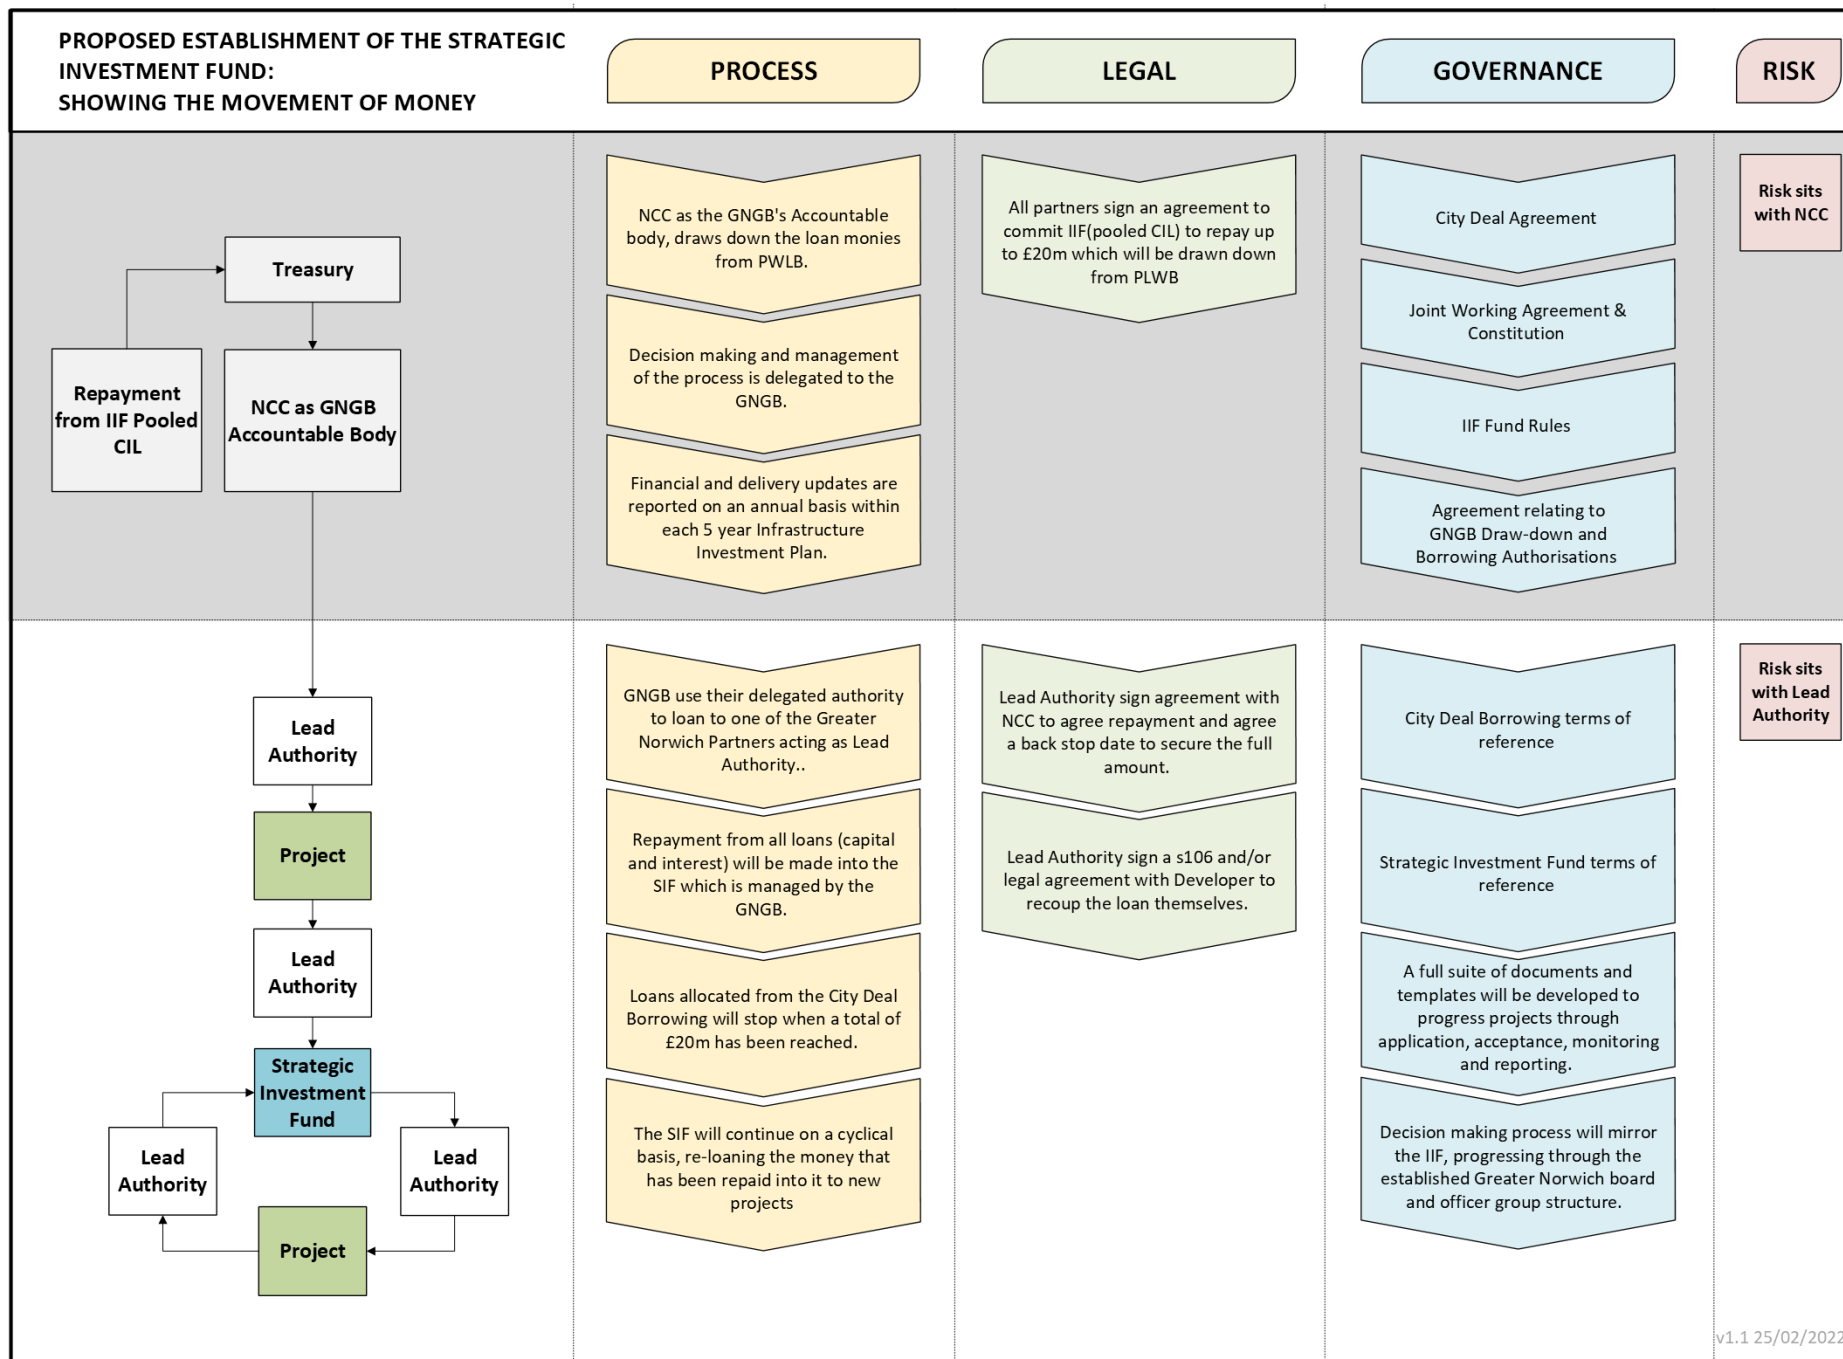 PROPOSED ESTABLISHMENT OF THE STRATEGIC
INVESTMENT FUND:
SHOWING THE MOVEMENT OF MONEY
PROCESS
LEGAL
GOVERNANCE
RISK
Treasury
Repayment
from IIF Pooled
CIL
NCC as GNGB
Accountable Body
NCC as the GNGB's Accountable
body, draws down the loan monies
from PWLB.
Decision making and management
of the process is delegated to the
GNGB.
Financial and delivery updates are
reported on an annual basis within
each 5 year Infrastructure
Investment Plan.
All partners sign an agreement to
commit IIF(pooled CIL) to repay up
to £20m which will be drawn down
from PLWB
City Deal Agreement
Joint Working Agreement &
Constitution
IIF Fund Rules
Agreement relating to
GNGB Draw-down and
Borrowing Authorisations
Risk sits
with NCC
Lead
Authority
Project
Lead
Authority
Strategic
Investment
Fund
Lead
Authority
Lead
Authority
Project
GNGB use their delegated authority
to loan to one of the Greater
Norwich Partners acting as Lead
Authority..
Repayment from all loans (capital
and interest) will be made into the
SIF which is managed by the
GNGB.
Loans allocated from the City Deal
Borrowing will stop when a total of
£20m has been reached.
The SIF will continue on a cyclical
basis, re-loaning the money that
has been repaid into it to new
projects
Lead Authority sign agreement with
NCC to agree repayment and agree
a back stop date to secure the full
amount.
Lead Authority sign a s106 and/or
legal agreement with Developer to
recoup the loan themselves.
City Deal Borrowing terms of
reference
Strategic Investment Fund terms of
reference
A full suite of documents and
templates will be developed to
progress projects through
application, acceptance, monitoring
and reporting.
Decision making process will mirror
the IIF, progressing through the
established Greater Norwich board
and officer group structure.
Risk sits
with Lead
Authority
v1.1 25/02/2022